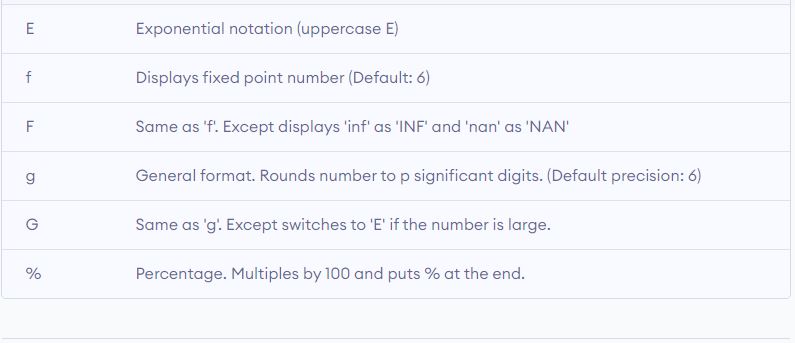 E Exponential notation (uppercase E)
f Displays fixed point number (Default: 6)
F Same as 'f'. Except displays 'inf' as 'INF' and 'nan' as 'NAN'
g General format. Rounds number to p significant digits. (Default precision: 6)
G Same as 'g'. Except switches to 'E' if the number is large.
% Percentage. Multiples by 100 and puts % at the end.